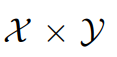 𝒳 × 𝒴